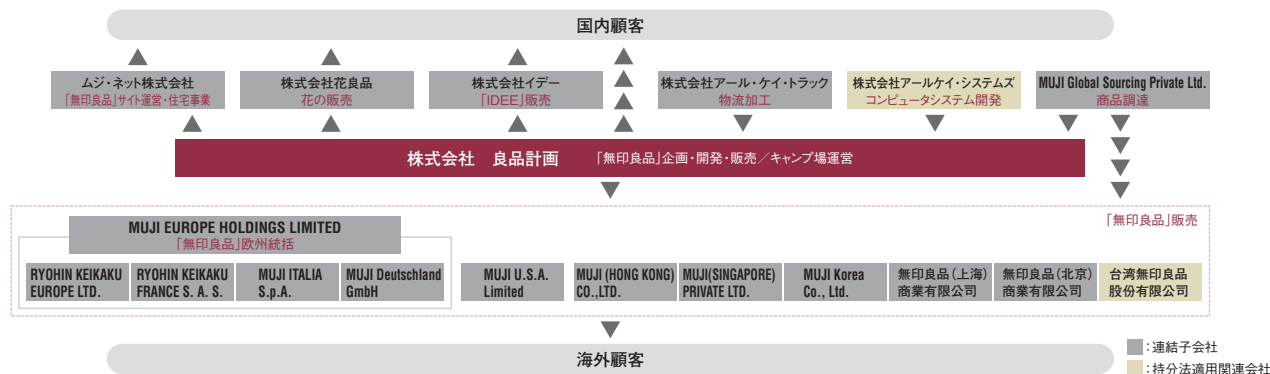 国内顧客
ムジ・ネット株式会社
「無印良品」サイト運営・住宅事業
株式会社花良品
花の販売
株式会社イデー
「IDEE」販売
株式会社アール・ケイ・トラック
物流加工
株式会社アールケイ・システムズ
コンピュータシステム開発
MUJI Global Sourcing Private Ltd.
商品調達
株式会社　良品計画　「無印良品」企画・開発・販売／キャンプ場運営
「無印良品」販売
MUJI EUROPE HOLDINGS LIMITED
「無印良品」欧州統括
RYOHIN KEIKAKU
EUROPE LTD.
RYOHIN KEIKAKU
FRANCE S. A. S.
MUJI ITALIA
S.p.A.
MUJI Deutschland
GmbH
MUJI U.S.A.
Limited
MUJI (HONG KONG)
CO.,LTD.
MUJI(SINGAPORE)
PRIVATE LTD.
MUJI Korea
Co., Ltd.
無印良品（上海）
商業有限公司
無印良品（北京）
商業有限公司
台湾無印良品
股份有限公司
海外顧客
：連結子会社
：持分法適用関連会社